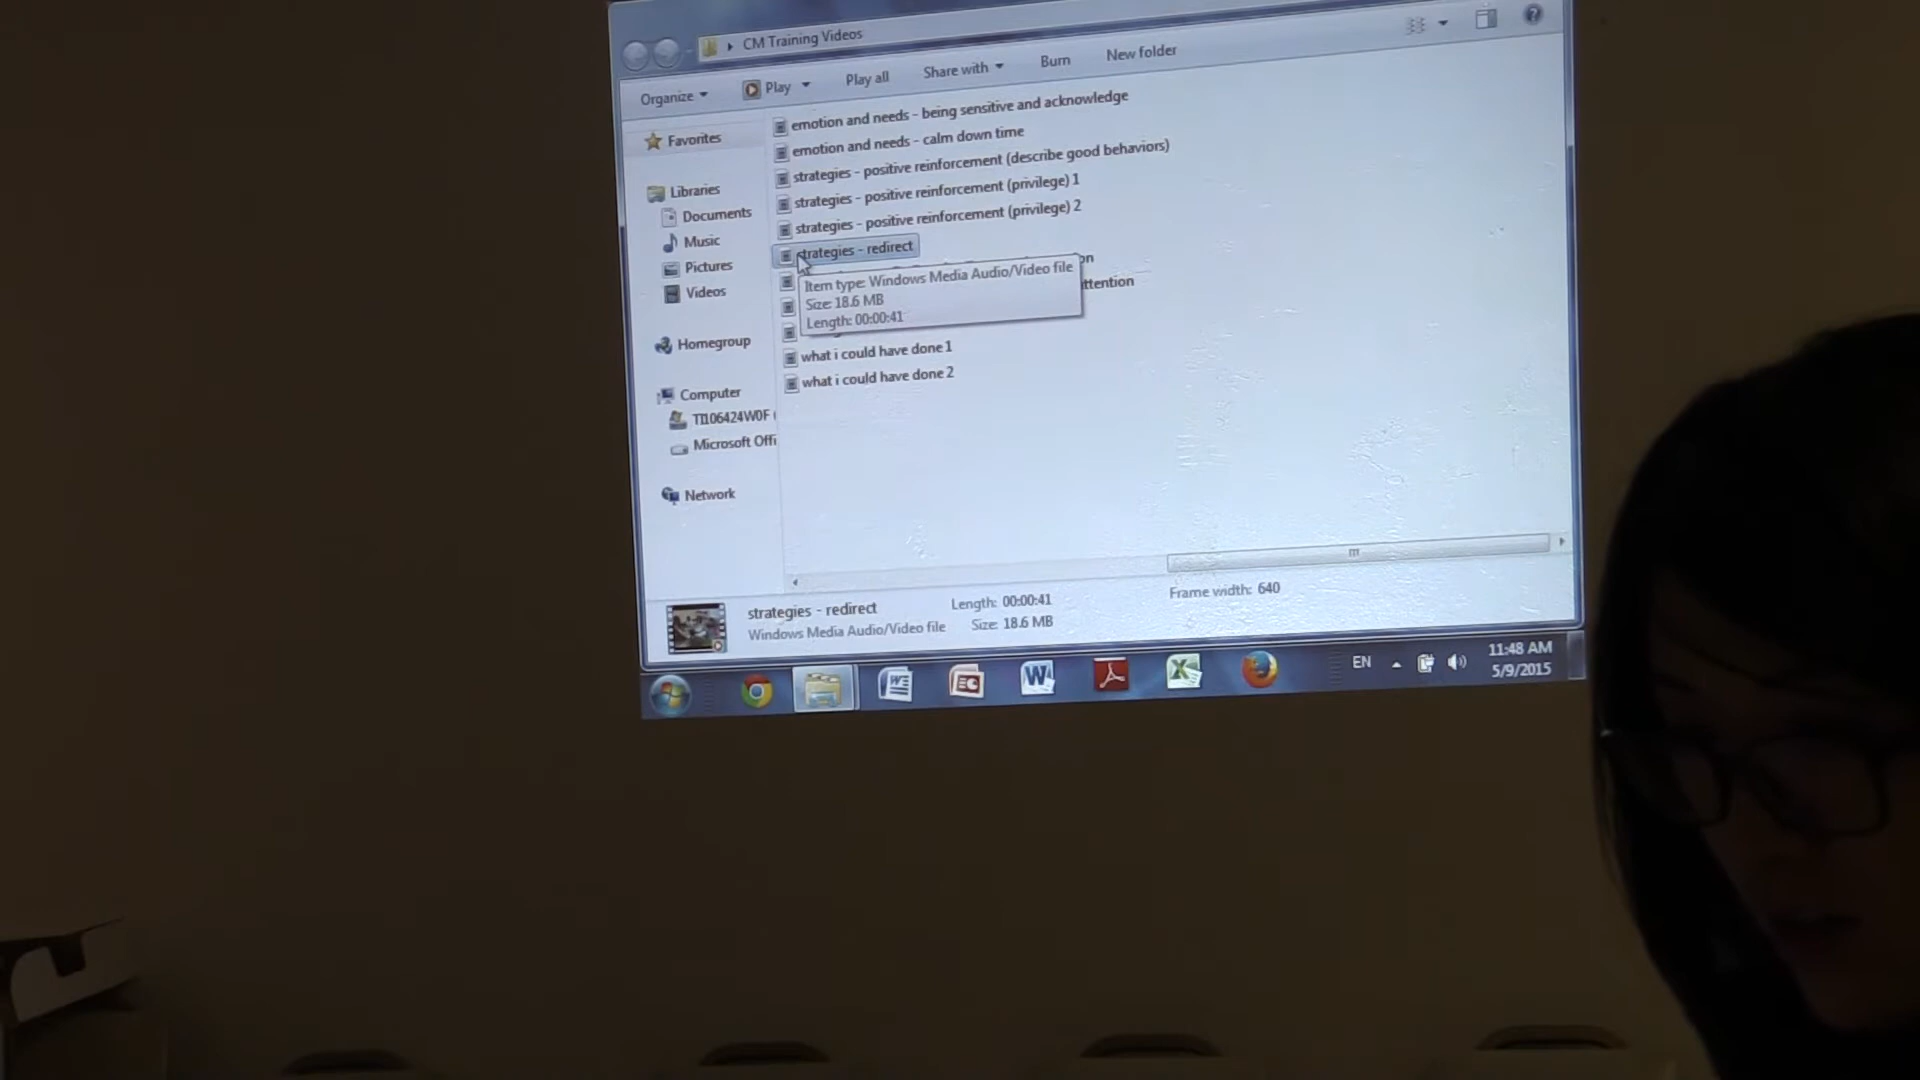 CM Training Videos
Organize
Play
Play all
Share with
Burn
New folder
Favorites
Libraries
Documents
Music
Pictures
Videos
Homegroup
Computer
TI106424W0F (
Microsoft Offi
Network
emotion and needs - being sensitive and acknowledge
emotion and needs - calm down time
strategies - positive reinforcement (describe good behaviors)
strategies - positive reinforcement (privilege) 1
strategies - positive reinforcement (privilege) 2
strategies - redirect
on
attention
Item type: Windows Media Audio/Video file
Size: 18.6 MB
Length: 00:00:41
what i could have done 1
what i could have done 2
strategies - redirect
Windows Media Audio/Video file
Length: 00:00:41
Size: 18.6 MB
Frame width: 640
EN
11:48 AM
5/9/2015